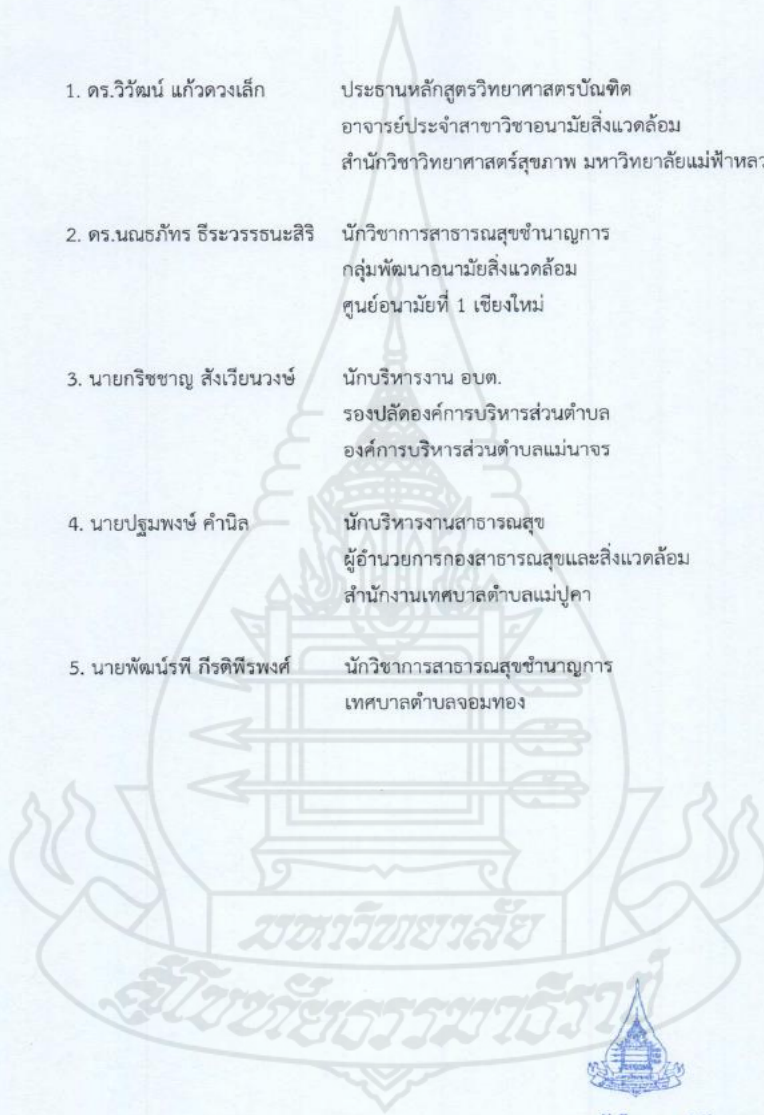 1. ดร.วิวัฒน์ แก้วดวงเล็ก ประธานหลักสูตรวิทยาศาสตรบัณฑิต
อาจารย์ประจำสาขาวิชาอนามัยสิ่งแวดล้อม
สำนักวิชาวิทยาศาสตร์สุขภาพ มหาวิทยาลัยแม่ฟ้าหลว
2. ดร.นณธภัทร ธีระวรรธนะสิริ นักวิชาการสาธารณสุขชำนาญการ
กลุ่มพัฒนาอนามัยสิ่งแวดล้อม
ศูนย์อนามัยที่ 1 เชียงใหม่
3. นายกริชชาญ สังเวียนวงษ์ นักบริหารงาน อบต.
รองปลัดองค์การบริหารส่วนตำบล
องค์การบริหารส่วนตำบลแม่นาจร
4. นายปฐมพงษ์ คำนิล นักบริหารงานสาธารณสุข
ผู้อำนวยการกองสาธารณสุขและสิ่งแวดล้อม
สำนักงานเทศบาลตำบลแม่ปูคา
5. นายพัฒน์รพี กีรติพีรพงศ์ นักวิชาการสาธารณสุขชำนาญการ
เทศบาลตำบลจอมทอง
มหาวิทยาลัย
สุโขทัยธรรมาธิราช